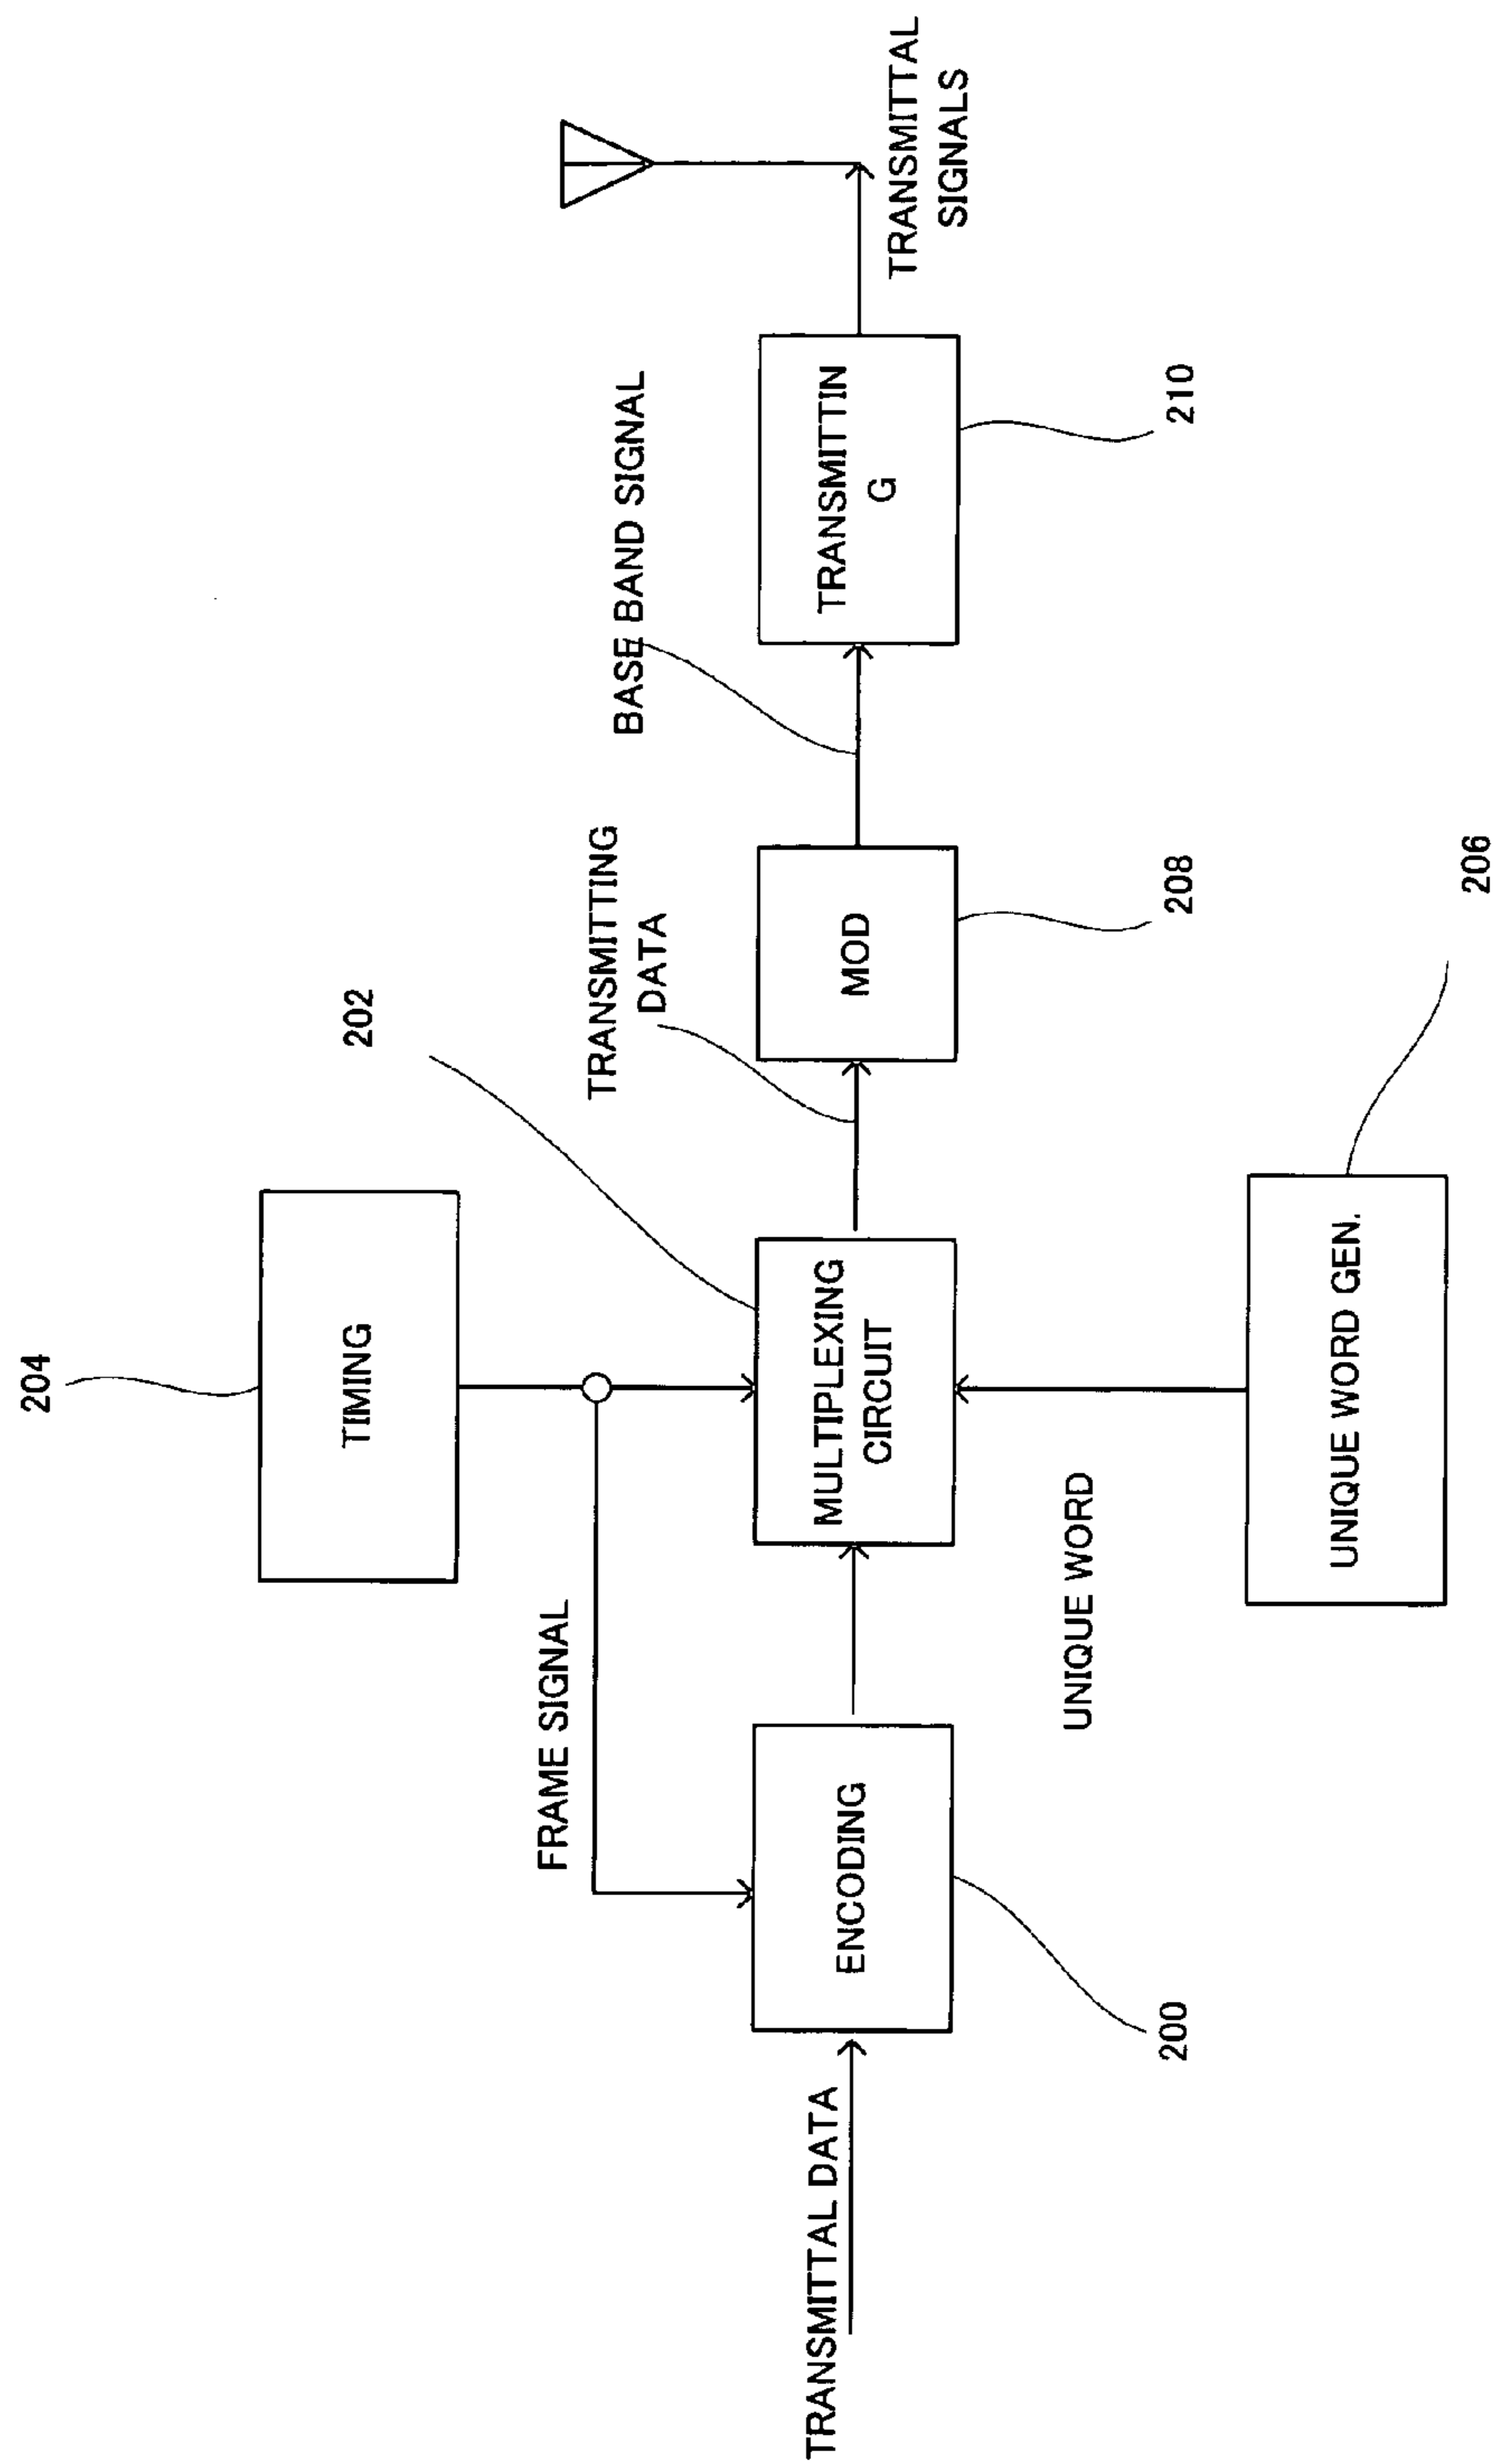 204
TIMING
202
FRAME SIGNAL
TRANSMITTING
DATA
BASE BAND SIGNAL
TRANSMITTAL DATA
ENCODING
MULTIPLEXING
CIRCUIT
MOD
TRANSMITTIN
G
TRANSMITTAL
SIGNALS
UNIQUE WORD
200
208
210
UNIQUE WORD GEN.
206